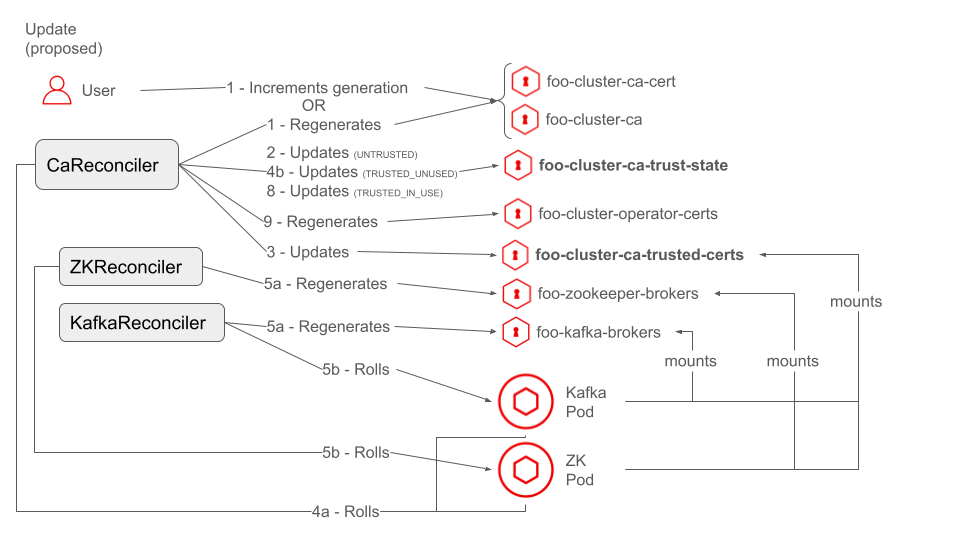 Update
(proposed)
User
1 - Increments generation
OR
1 - Regenerates
foo-cluster-ca-cert
foo-cluster-ca
CaReconciler
2 - Updates (UNTRUSTED)
4b - Updates (TRUSTED_UNUSED)
8 - Updates (TRUSTED_IN_USE)
foo-cluster-ca-trust-state
9 - Regenerates
foo-cluster-operator-certs
3 - Updates
foo-cluster-ca-trusted-certs
ZKReconciler
5a - Regenerates
foo-zookeeper-brokers
mounts
KafkaReconciler
5a - Regenerates
foo-kafka-brokers
mounts
mounts
5b - Rolls
Kafka
Pod
5b - Rolls
ZK
Pod
4a - Rolls